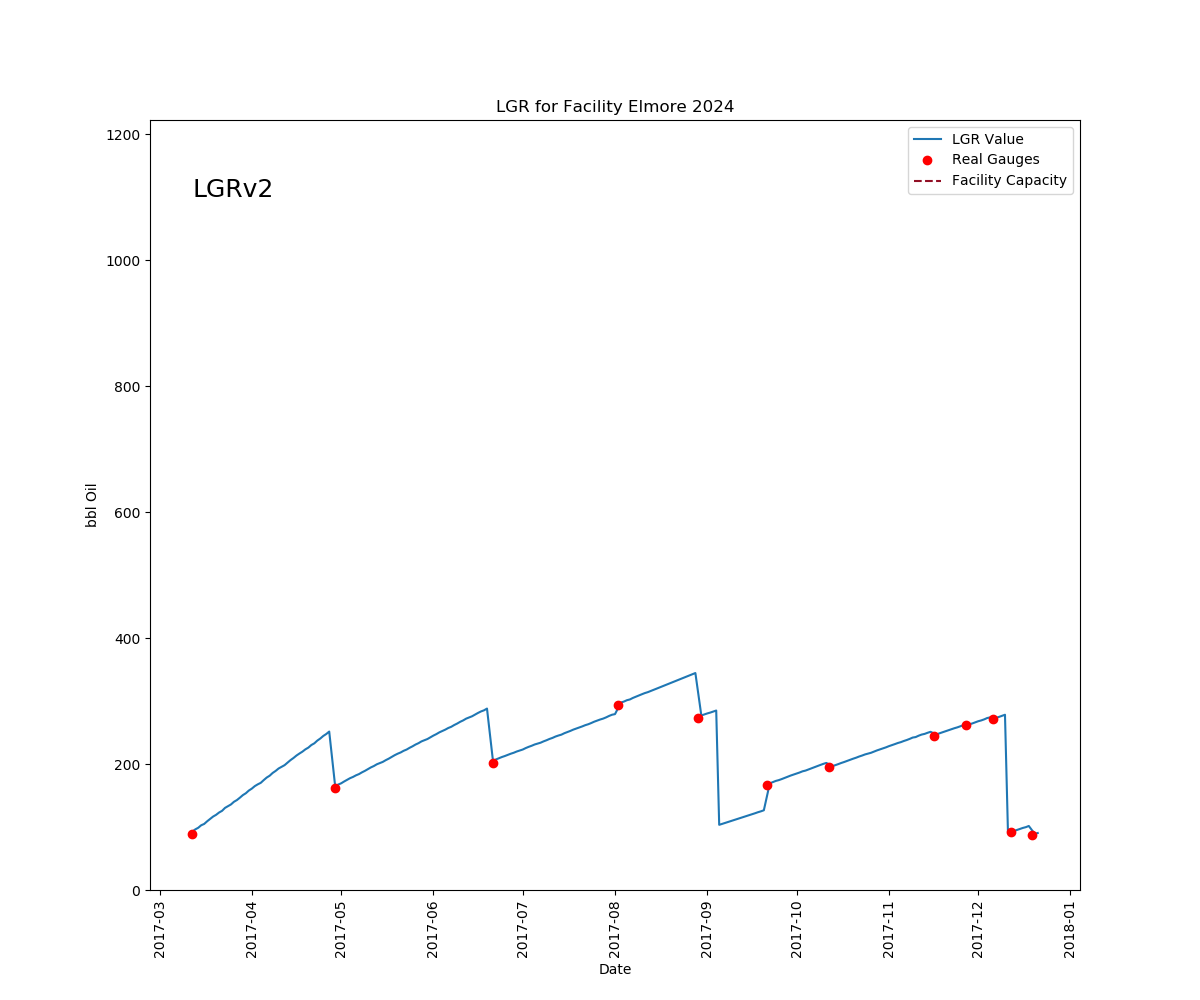 LGR for Facility Elmore 2024
LGRv2
LGR Value
Real Gauges
Facility Capacity
bbl Oil
1200
1000
800
600
400
200
0
2017-03
2017-04
2017-05
2017-06
2017-07
2017-08
2017-09
2017-10
2017-11
2017-12
2018-01
Date